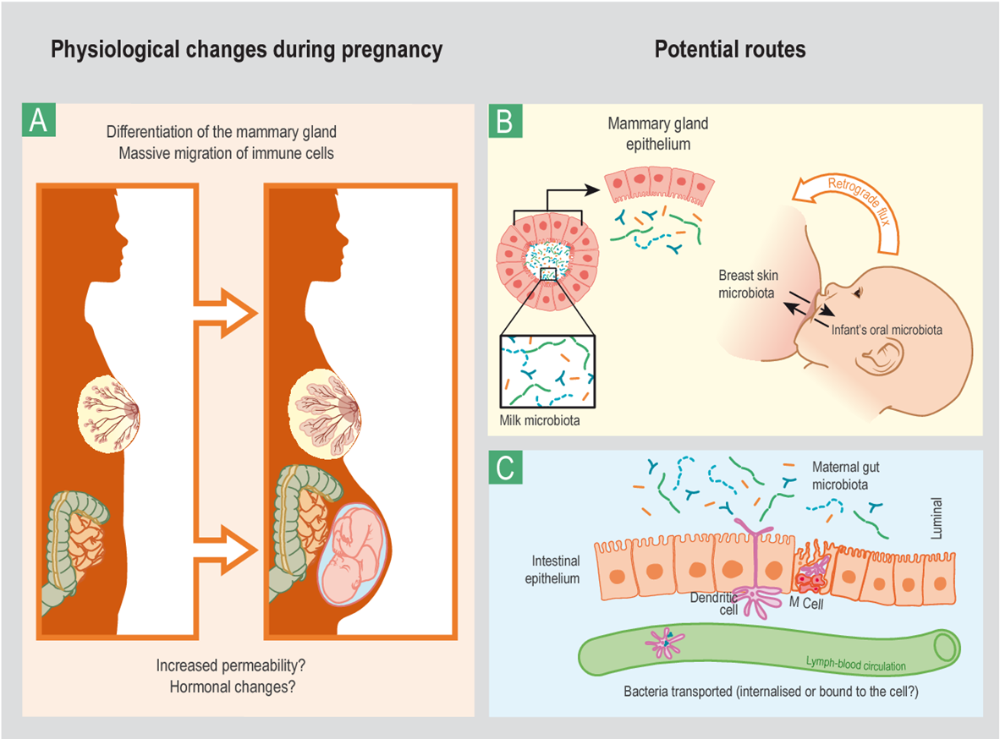 Physiological changes during pregnancy
Potential routes
A
Differentiation of the mammary gland
Massive migration of immune cells
Increased permeability?
Hormonal changes?
B
Mammary gland
epithelium
Retrograde flux
Breast skin
microbiota
Infant's oral microbiota
Milk microbiota
C
Maternal gut
microbiota
Luminal
Intestinal
epithelium
Dendritic
cell
M Cell
Lymph-blood circulation
Bacteria transported (internalised or bound to the cell?)